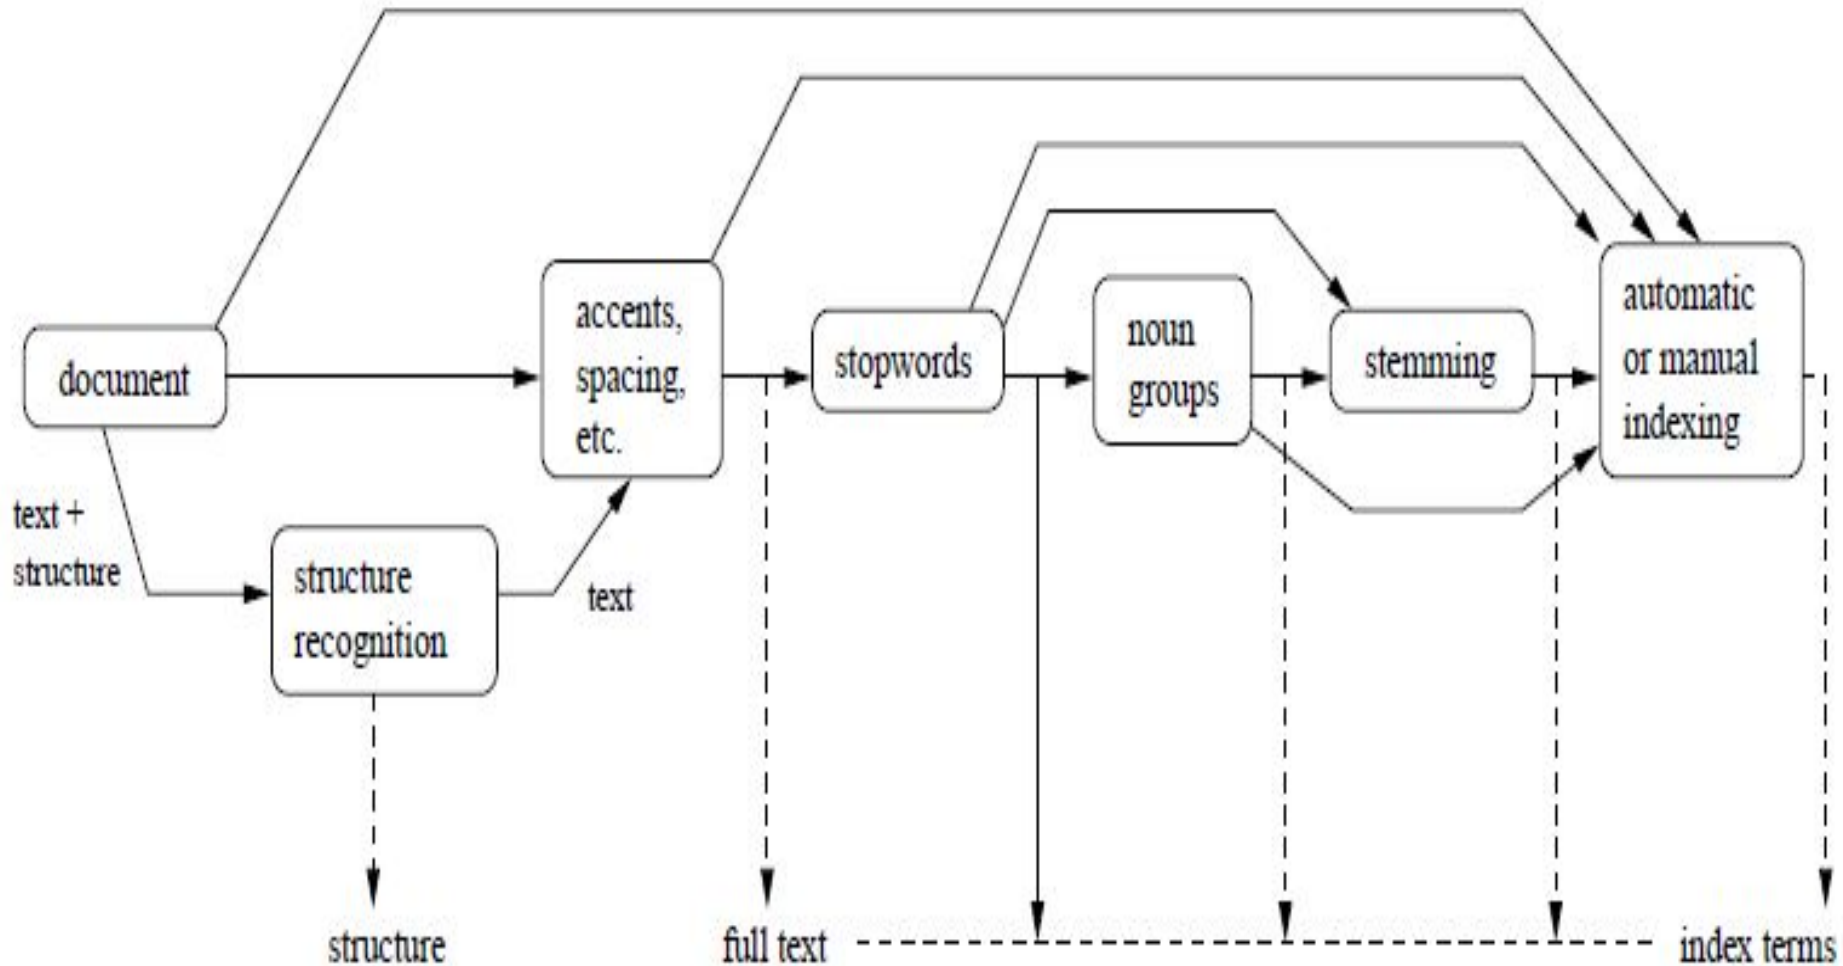 document
text +
structure
structure
recognition
text
accents,
spacing,
etc.
stopwords
noun
groups
stemming
automatic
or manual
indexing
structure
full text
index terms